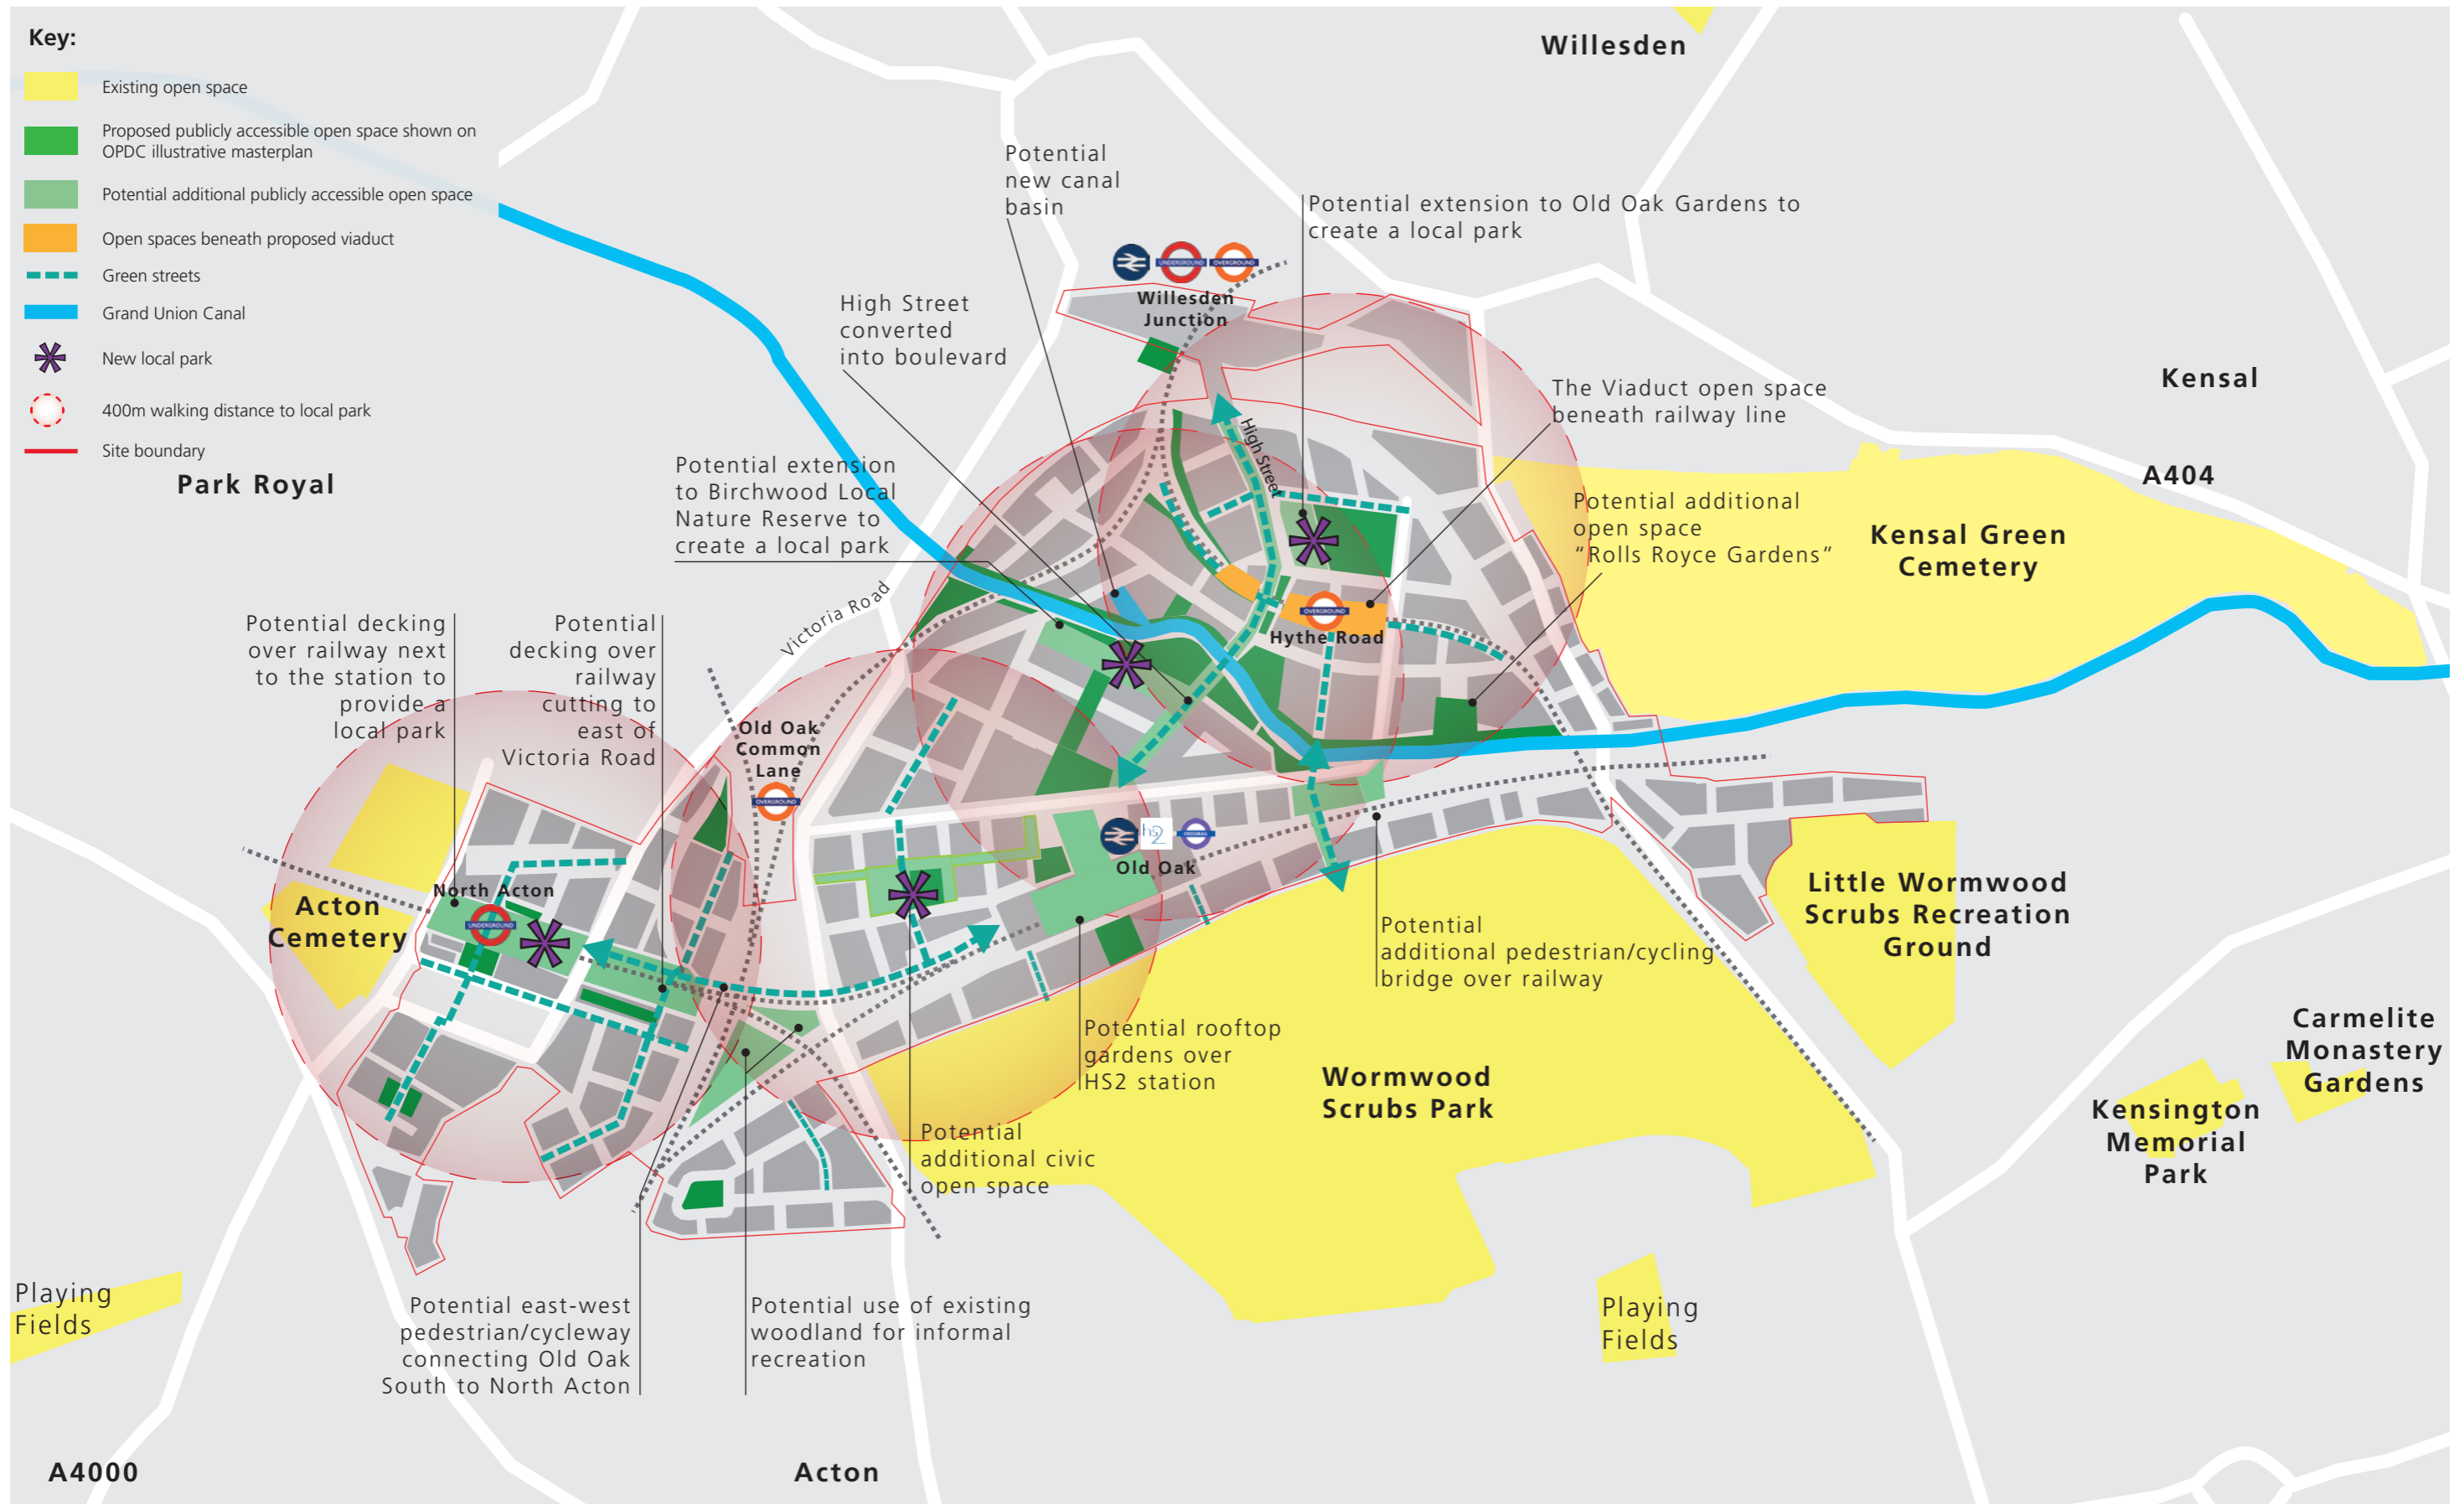 Key:
Existing open space
Proposed publicly accessible open space shown on
OPDC illustrative masterplan
Potential additional publicly accessible open space
Open spaces beneath proposed viaduct
Green streets
Grand Union Canal
New local park
400m walking distance to local park
Site boundary
Park Royal
Willesden
Kensal
A404
Potential
new canal
basin
Potential extension to Old Oak Gardens to
create a local park
UNDERGROUND
OVERGROUND
Willesden
Junction
High Street
converted
into boulevard
The Viaduct open space
beneath railway line
High Street
Potential extension
to Birchwood Local
Nature Reserve to
create a local park
Potential additional
open space
“Rolls Royce Gardens”
Kensal Green
Cemetery
Victoria Road
OVERGROUND
Hythe Road
Potential decking
over railway next
to the station to
provide a
local park
Potential
decking over
railway
cutting to
east of
Victoria Road
Old Oak
Common
Lane
OVERGROUND
hs2
CROSSRAIL
Old Oak
North Acton
UNDERGROUND
Acton
Cemetery
Little Wormwood
Scrubs Recreation
Ground
Potential
additional pedestrian/cycling
bridge over railway
Potential rooftop
gardens over
HS2 station
Wormwood
Scrubs Park
Carmelite
Monastery
Gardens
Kensington
Memorial
Park
Potential
additional civic
open space
Playing
Fields
Potential east-west
pedestrian/cycleway
connecting Old Oak
South to North Acton
Potential use of existing
woodland for informal
recreation
Playing
Fields
A4000
Acton